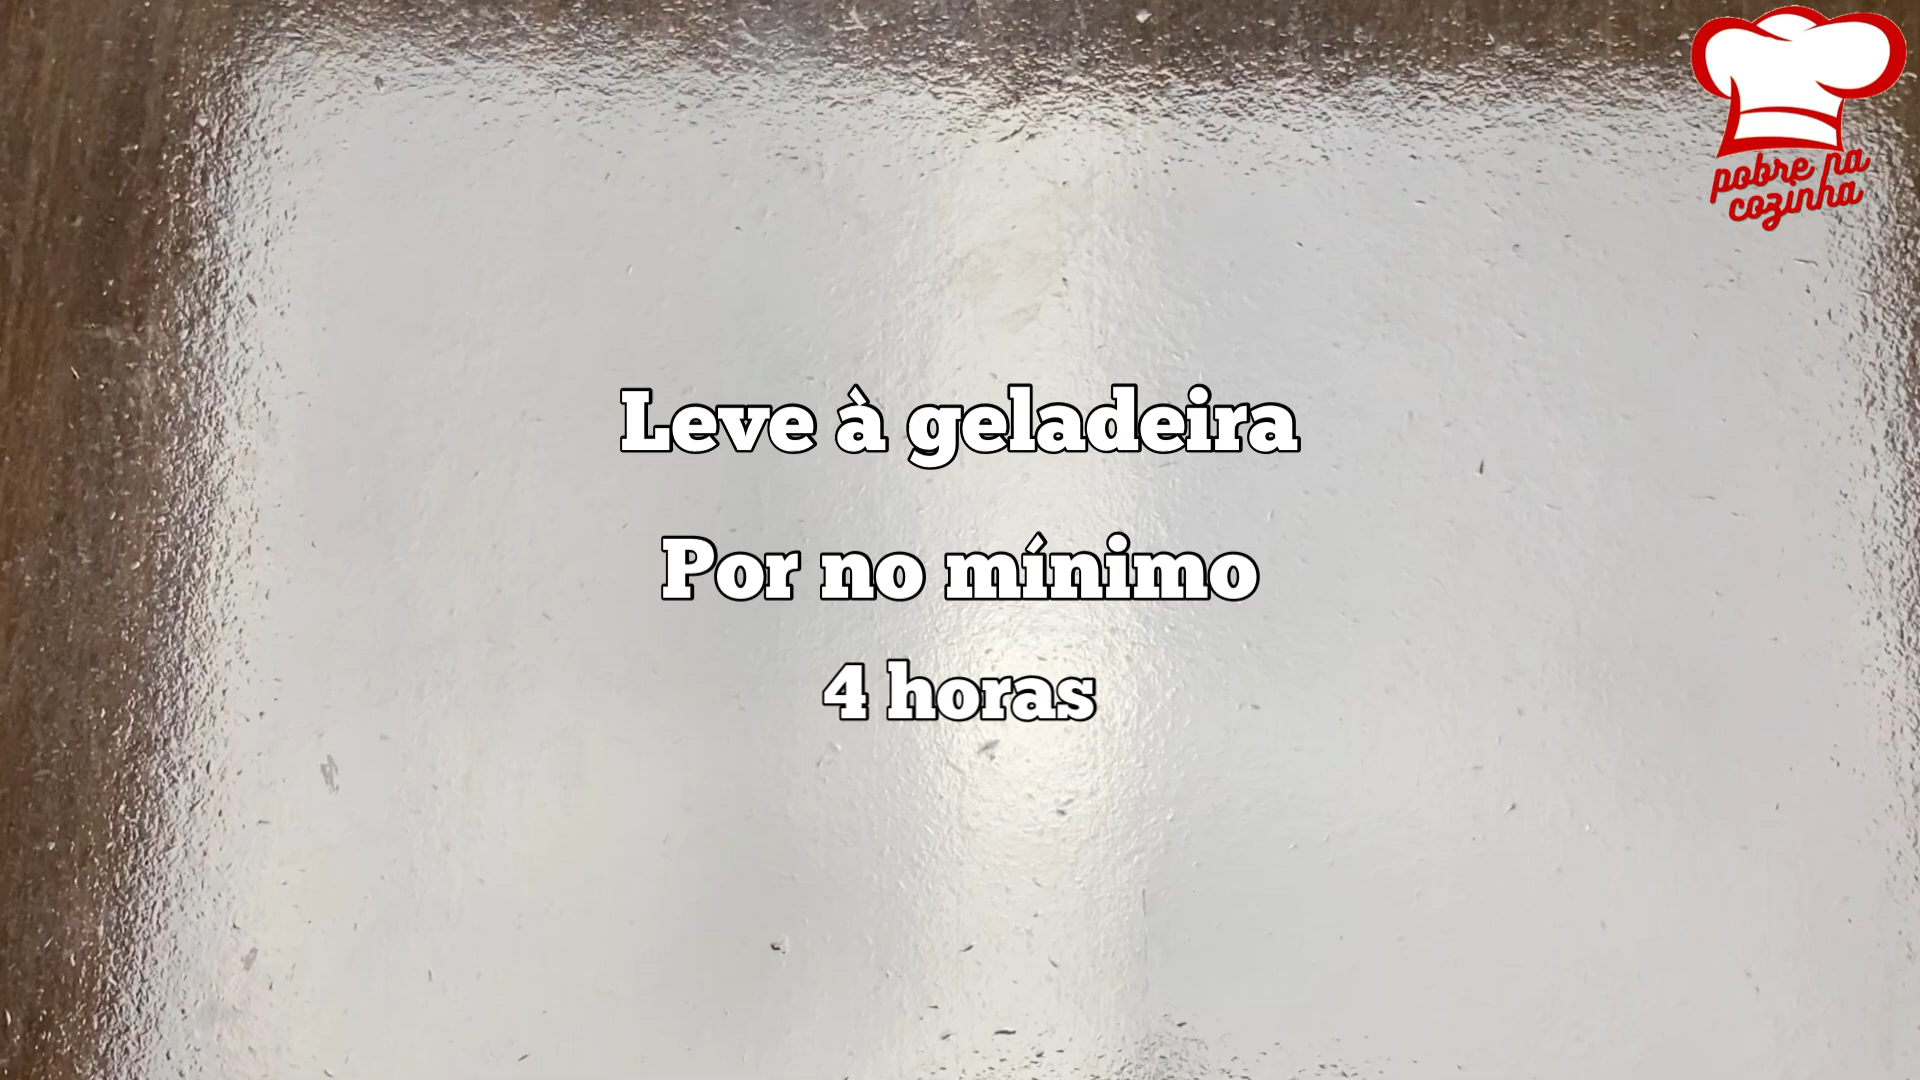 pobre na
cozinha
Leve à geladeira
Por no mínimo
4 horas